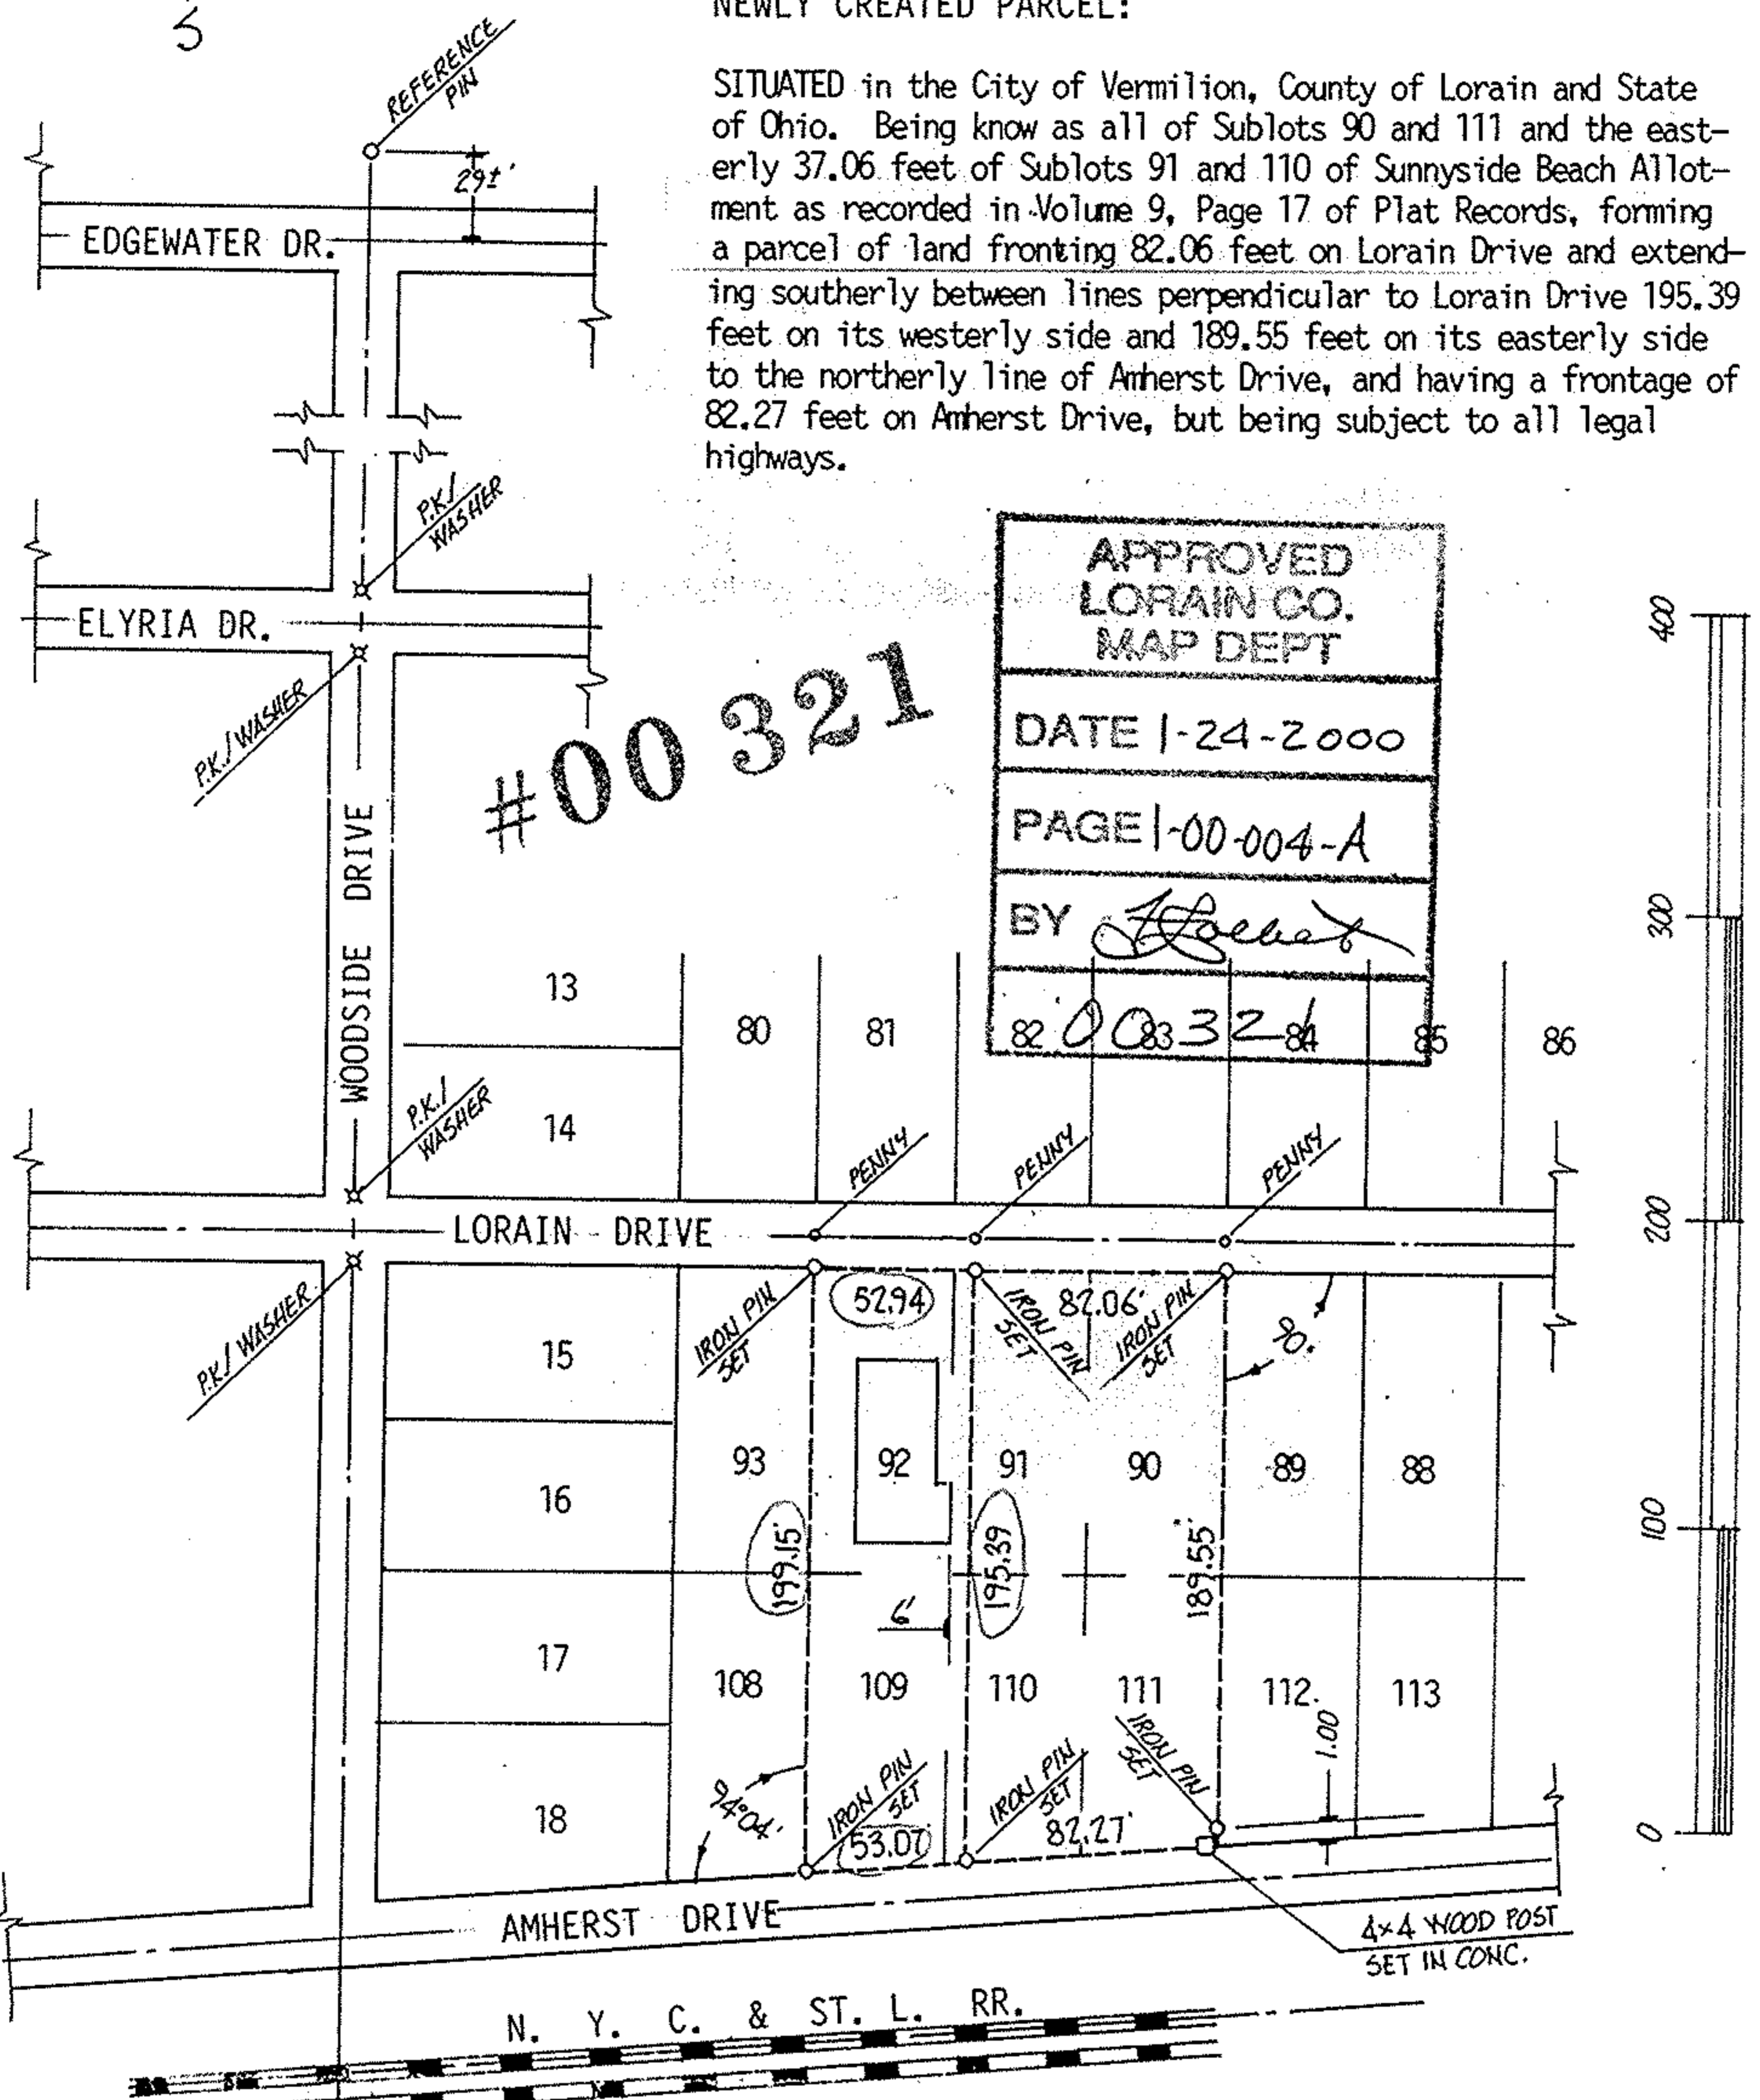 3
NEWLY CREATED PARCEL:
SITUATED in the City of Vermilion, County of Lorain and State
of Ohio. Being know as all of Sublots 90 and 111 and the east-
erly 37.06 feet of Sublots 91 and 110 of Sunnyside Beach Allot-
ment as recorded in Volume 9, Page 17 of Plat Records, forming
a parcel of land fronting 82.06 feet on Lorain Drive and extend-
ing southerly between lines perpendicular to Lorain Drive 195.39
feet on its westerly side and 189.55 feet on its easterly side
to the northerly line of Amherst Drive, and having a frontage of
82.27 feet on Amherst Drive, but being subject to all legal
highways.
REFERENCE
PIN
29±'
EDGEWATER DR.
P.K./
WASHER
ELYRIA DR.
P.K./WASHER
#00 321
APPROVED
LORAIN CO.
MAP DEPT
DATE 1-24-2000
PAGE 1-00-004-A
BY
00321
400
300
200
100
0
WOODSIDE DRIVE
13
80
81
82
83
84
85
86
14
P.K./
WASHER
PENNY
PENNY
PENNY
LORAIN DRIVE
P.K./WASHER
IRON PIN
SET
52.94
IRON PIN
SET
82.06'
IRON PIN
SET
90°
15
93
92
91
90
89
88
16
199.15'
195.39
189.55'
6'
17
108
109
110
111
112
113
1.00
18
94°04'
IRON PIN
SET
53.07
IRON PIN
SET
82.27'
IRON PIN
SET
AMHERST DRIVE
4x4 WOOD POST
SET IN CONC.
N. Y. C. & ST. L. RR.